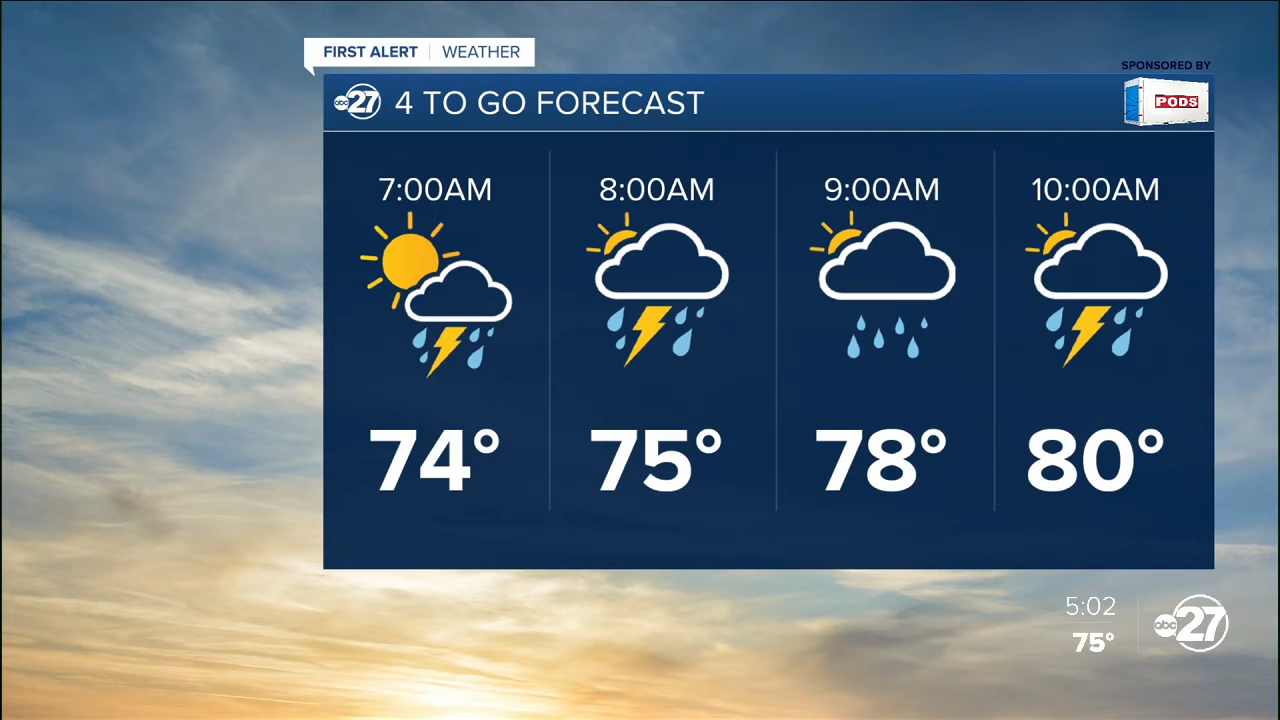 FIRST ALERT | WEATHER
SPONSORED BY
abc 27 4 TO GO FORECAST
PODS
7:00AM 8:00AM 9:00AM 10:00AM
74° 75° 78° 80°
5:02
75°
abc 27